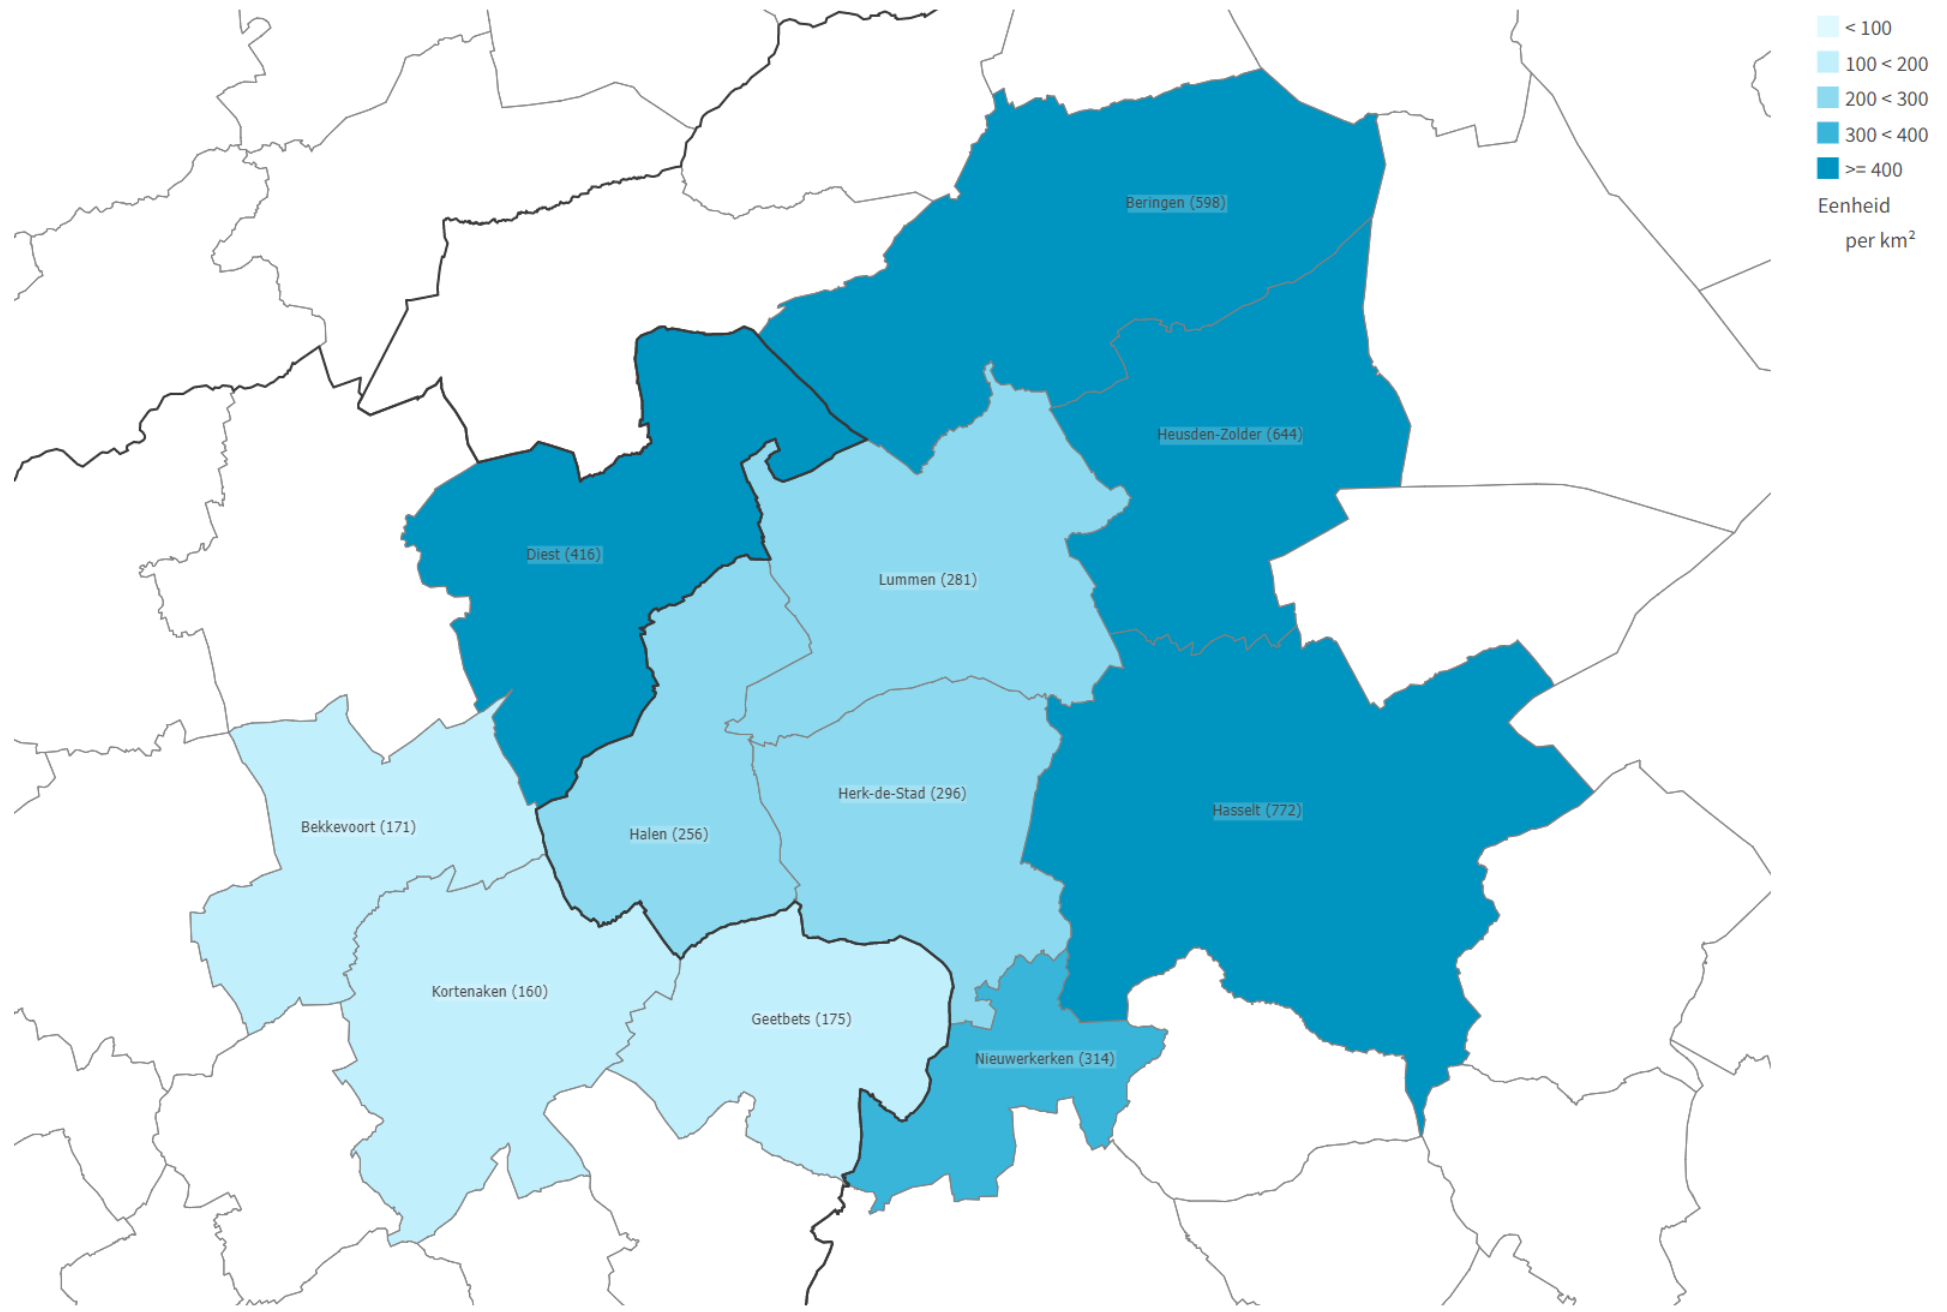 < 100
100 < 200
200 < 300
300 < 400
>= 400
Eenheid
per km²
Beringen (598)
Heusden-Zolder (644)
Diest (416)
Lummen (281)
Herk-de-Stad (296)
Hasselt (772)
Bekkevoort (171)
Halen (256)
Kortenaken (160)
Geetbets (175)
Nieuwerkerken (314)